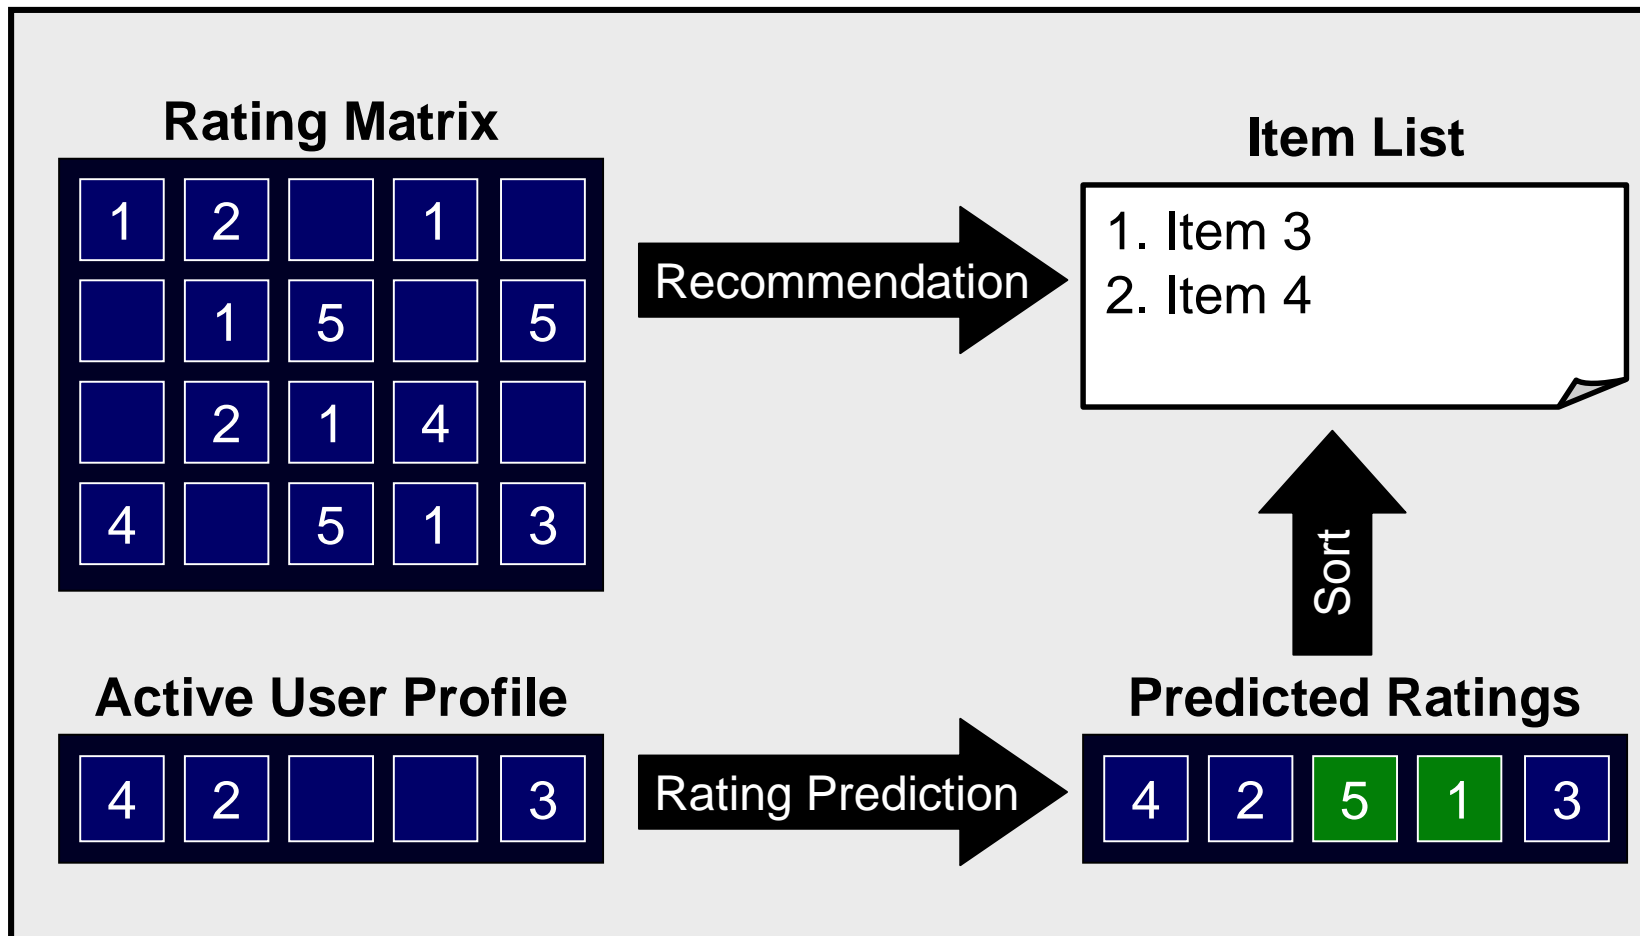 Rating Matrix
1 2 1
1 5 5
2 1 4
4 5 1 3
Recommendation
Item List
1. Item 3
2. Item 4
Sort
Active User Profile
4 2 3
Rating Prediction
Predicted Ratings
4 2 5 1 3